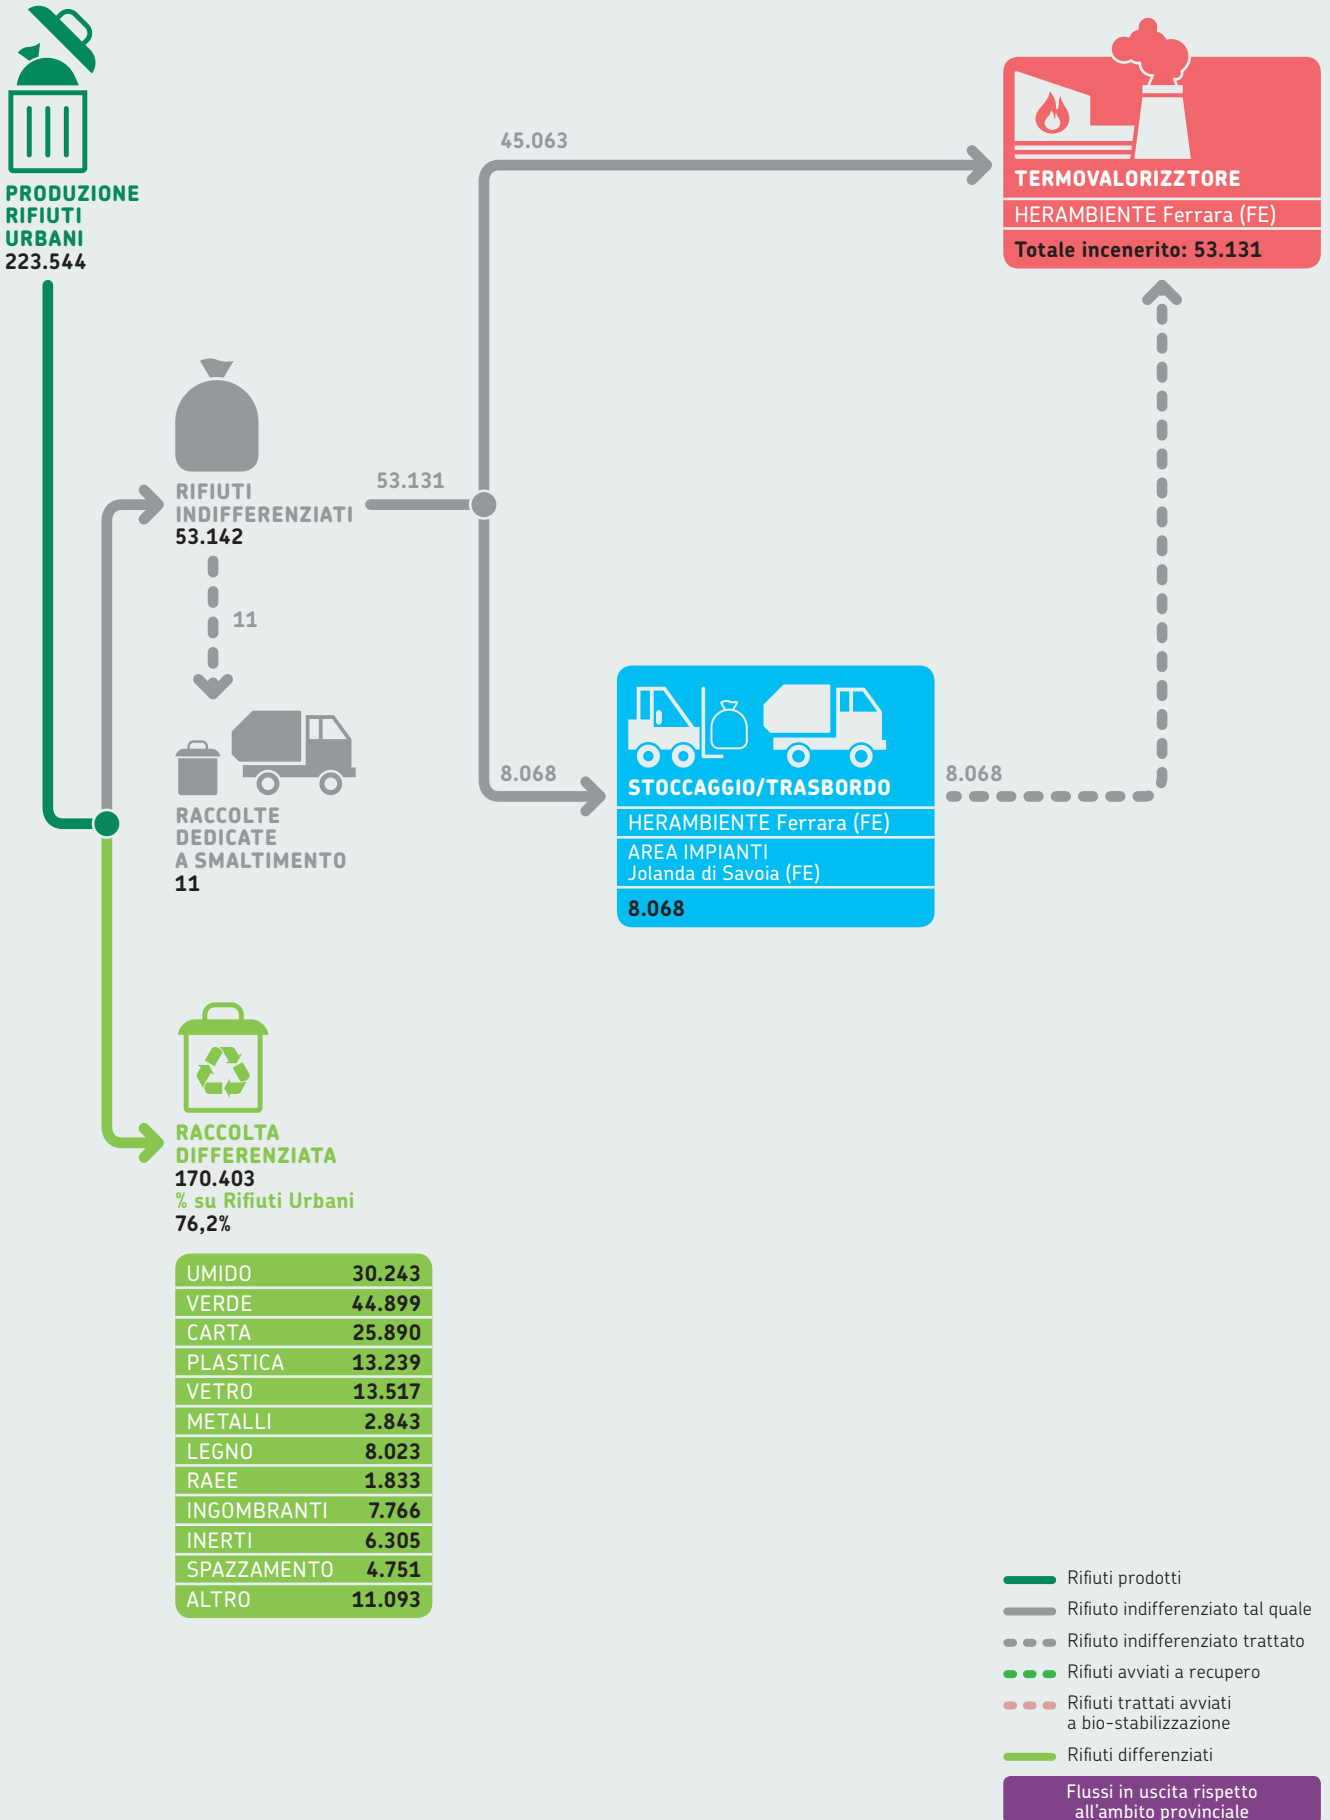 PRODUZIONE
RIFIUTI
URBANI
223.544
45.063
TERMOVALORIZZTORE
HERAMBIENTE Ferrara (FE)
Totale incenerito: 53.131
RIFIUTI
INDIFFERENZIATI
53.142
53.131
11
RACCOLTE
DEDICATE
A SMALTIMENTO
11
8.068
STOCCAGGIO/TRASBORDO
HERAMBIENTE Ferrara (FE)
AREA IMPIANTI
Jolanda di Savoia (FE)
8.068
8.068
RACCOLTA
DIFFERENZIATA
170.403
% su Rifiuti Urbani
76,2%
UMIDO 30.243
VERDE 44.899
CARTA 25.890
PLASTICA 13.239
VETRO 13.517
METALLI 2.843
LEGNO 8.023
RAEE 1.833
INGOMBRANTI 7.766
INERTI 6.305
SPAZZAMENTO 4.751
ALTRO 11.093
Rifiuti prodotti
Rifiuto indifferenziato tal quale
Rifiuto indifferenziato trattato
Rifiuti avviati a recupero
Rifiuti trattati avviati
a bio-stabilizzazione
Rifiuti differenziati
Flussi in uscita rispetto
all'ambito provinciale